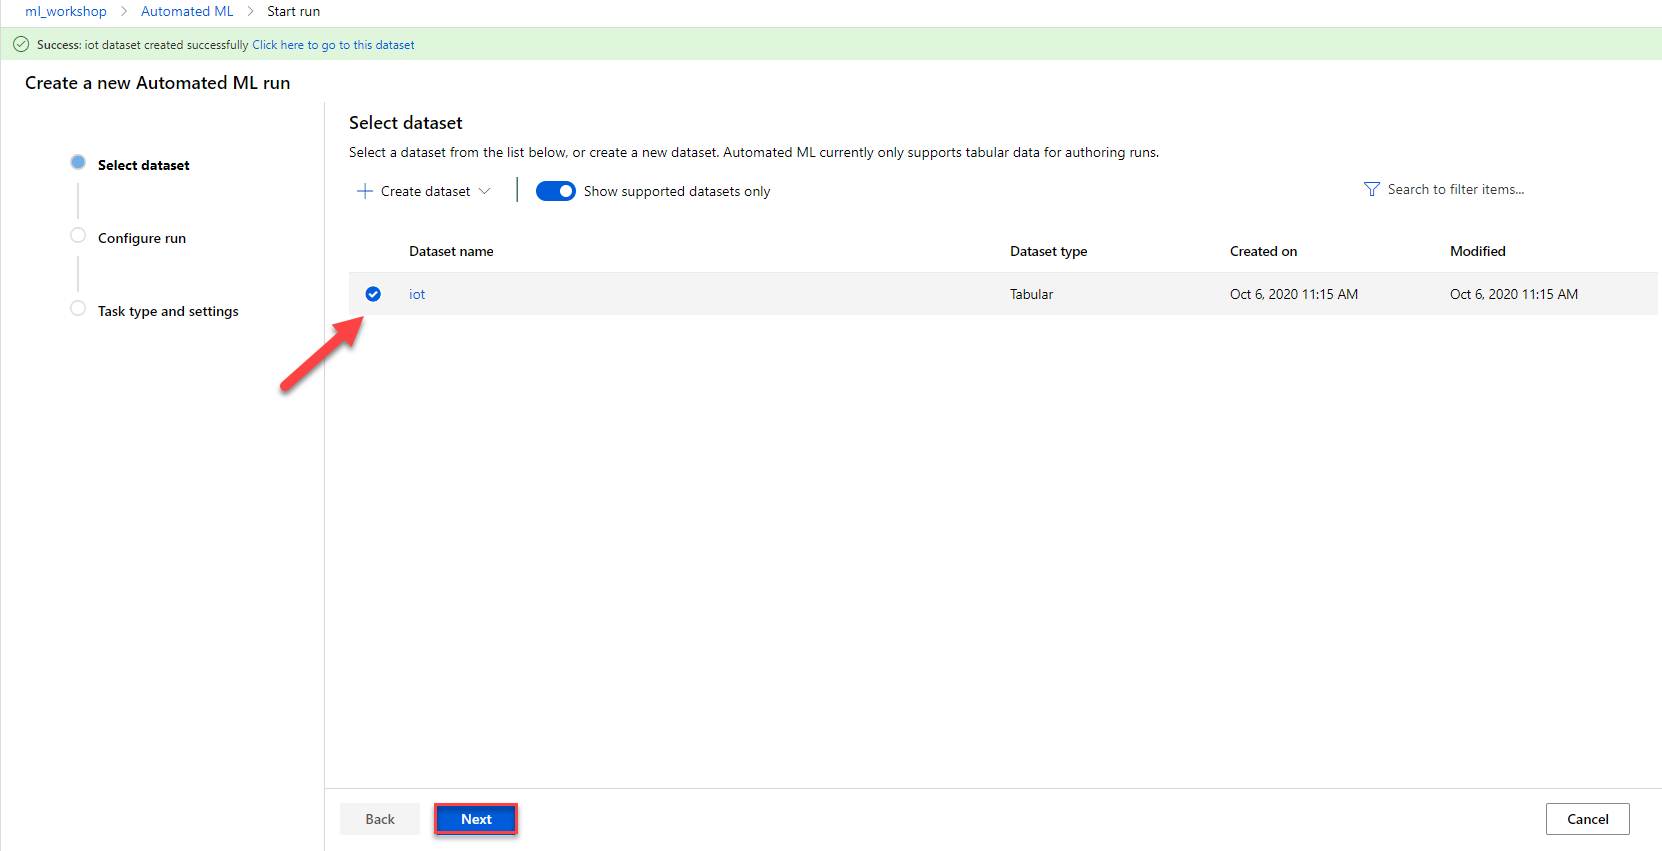 ml_workshop > Automated ML > Start run
Success: iot dataset created successfully Click here to go to this dataset
Create a new Automated ML run
Select dataset
Configure run
Task type and settings
Select dataset
Select a dataset from the list below, or create a new dataset. Automated ML currently only supports tabular data for authoring runs.
Create dataset Show supported datasets only Search to filter items...
Dataset name Dataset type Created on Modified
iot Tabular Oct 6, 2020 11:15 AM Oct 6, 2020 11:15 AM
Back Next Cancel